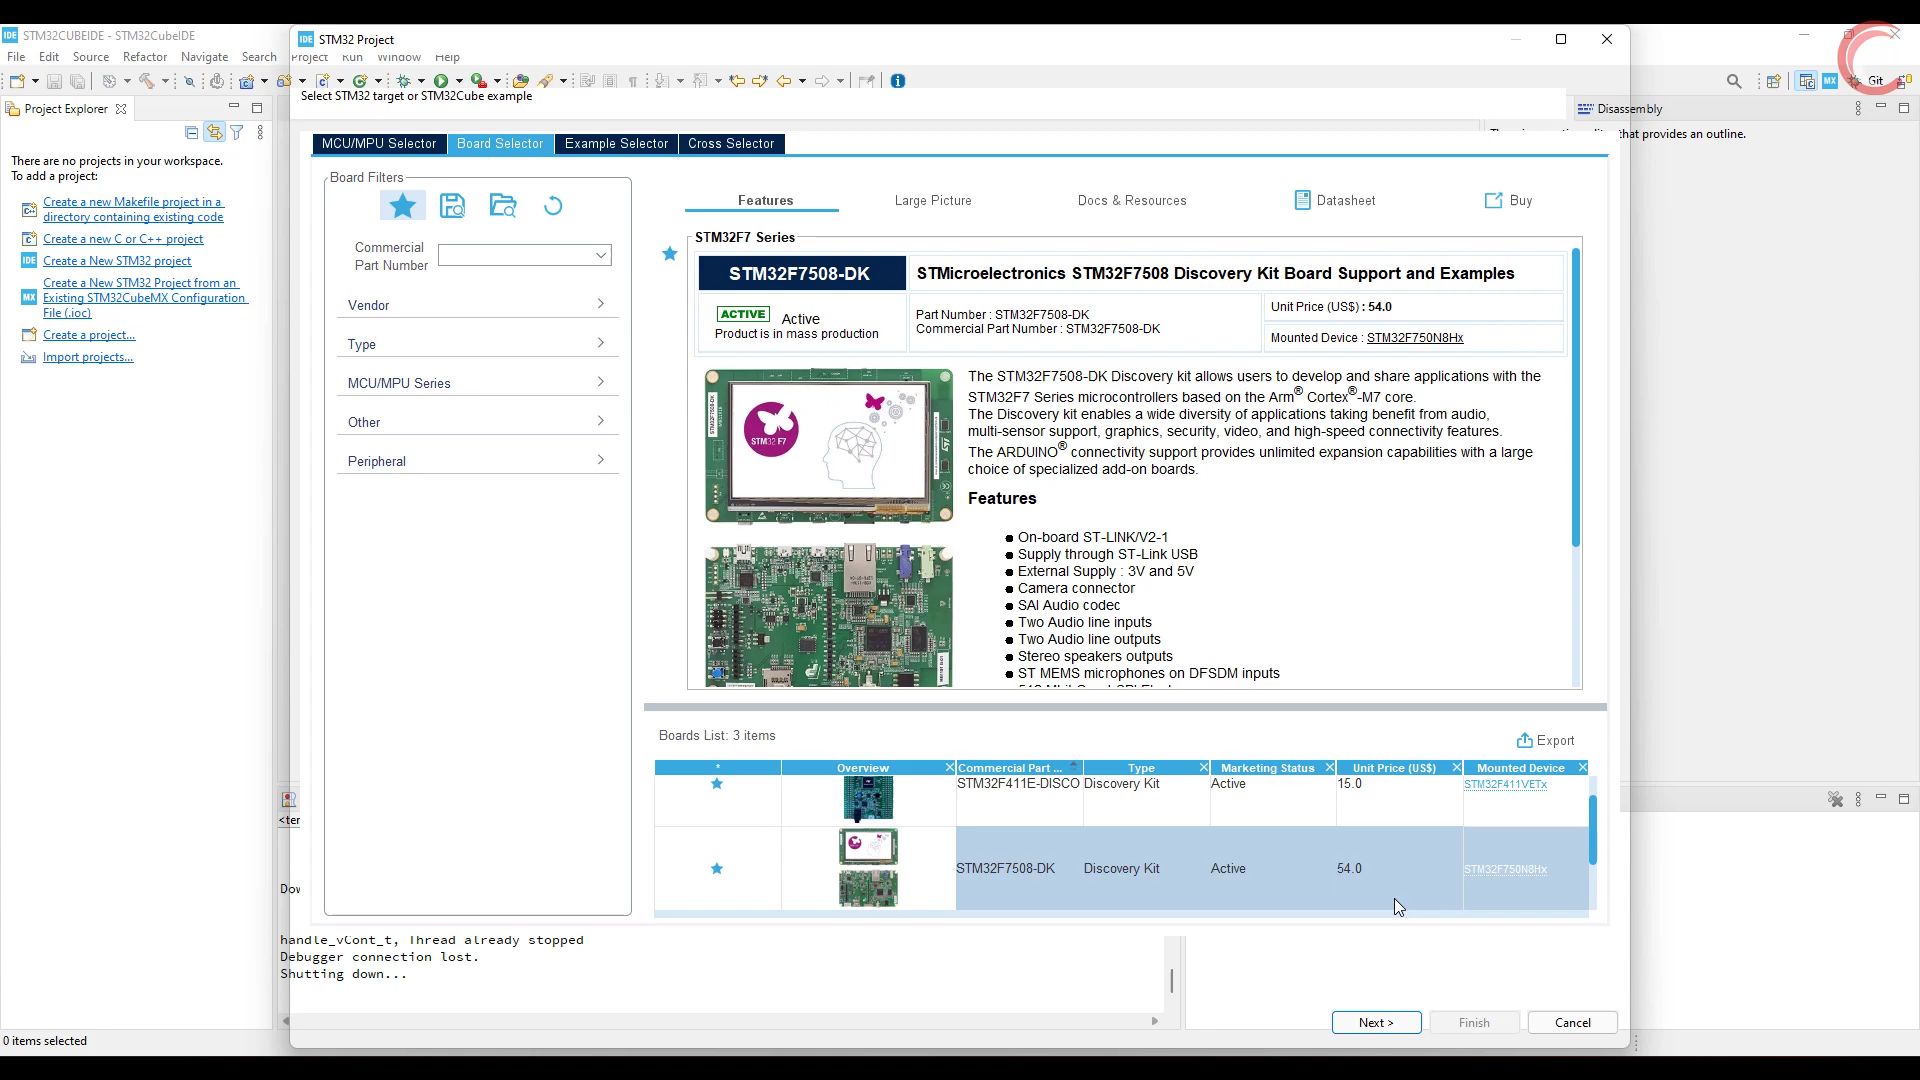 IDE STM32CUBEIDE - STM32CubeIDE
File Edit Source Refactor Navigate Search Project Run Window Help
IDE STM32 Project
Select STM32 target or STM32Cube example
MX Git
Project Explorer
There are no projects in your workspace.
To add a project:
Create a new Makefile project in a
directory containing existing code
Create a new C or C++ project
IDE Create a New STM32 project
Create a New STM32 Project from an
MX Existing STM32CubeMX Configuration
File (.ioc)
Create a project...
Import projects...
0 items selected
MCU/MPU Selector Board Selector Example Selector Cross Selector
Board Filters
Commercial
Part Number
Vendor
Type
MCU/MPU Series
Other
Peripheral
Features Large Picture Docs & Resources Datasheet Buy
STM32F7 Series
STM32F7508-DK STMicroelectronics STM32F7508 Discovery Kit Board Support and Examples
ACTIVE Active
Product is in mass production
Part Number : STM32F7508-DK
Commercial Part Number : STM32F7508-DK
Unit Price (US$) : 54.0
Mounted Device : STM32F750N8Hx
STM32 F7
The STM32F7508-DK Discovery kit allows users to develop and share applications with the
STM32F7 Series microcontrollers based on the Arm® Cortex®-M7 core.
The Discovery kit enables a wide diversity of applications taking benefit from audio,
multi-sensor support, graphics, security, video, and high-speed connectivity features.
The ARDUINO® connectivity support provides unlimited expansion capabilities with a large
choice of specialized add-on boards.
Features
● On-board ST-LINK/V2-1
● Supply through ST-Link USB
● External Supply : 3V and 5V
● Camera connector
● SAI Audio codec
● Two Audio line inputs
● Two Audio line outputs
● Stereo speakers outputs
● ST MEMS microphones on DFSDM inputs
Boards List: 3 items
Export
* Overview Commercial Part ... Type Marketing Status Unit Price (US$) Mounted Device
STM32F411E-DISCO Discovery Kit Active 15.0 STM32F411VETx
STM32F7508-DK Discovery Kit Active 54.0 STM32F750N8Hx
<ter
Dov
handle_vCont_t, Thread already stopped
Debugger connection lost.
Shutting down...
Next > Finish Cancel
Disassembly
that provides an outline.